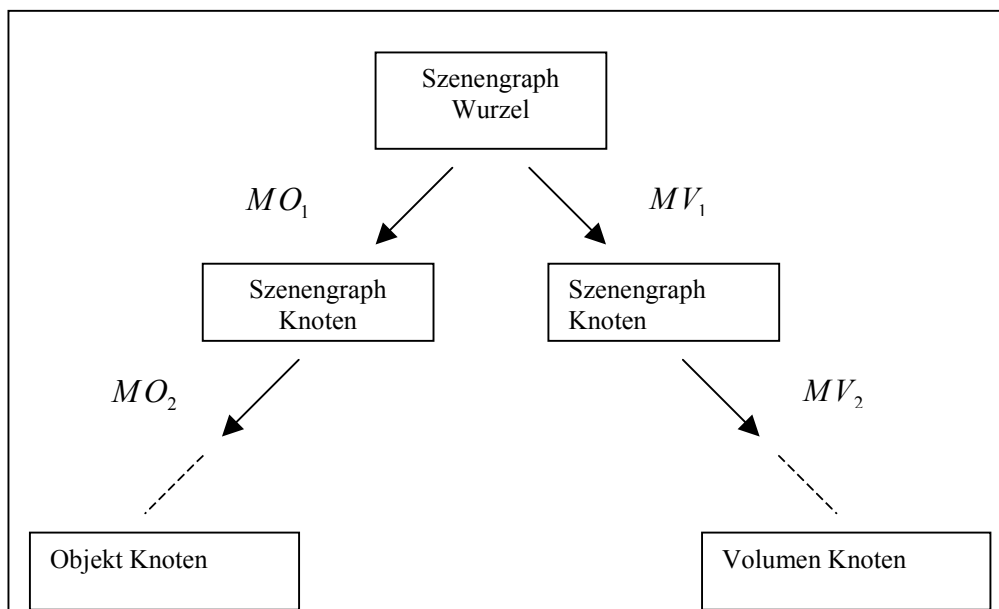 Szenengraph
Wurzel
MO₁
MV₁
Szenengraph
Knoten
Szenengraph
Knoten
MO₂
MV₂
Objekt Knoten
Volumen Knoten